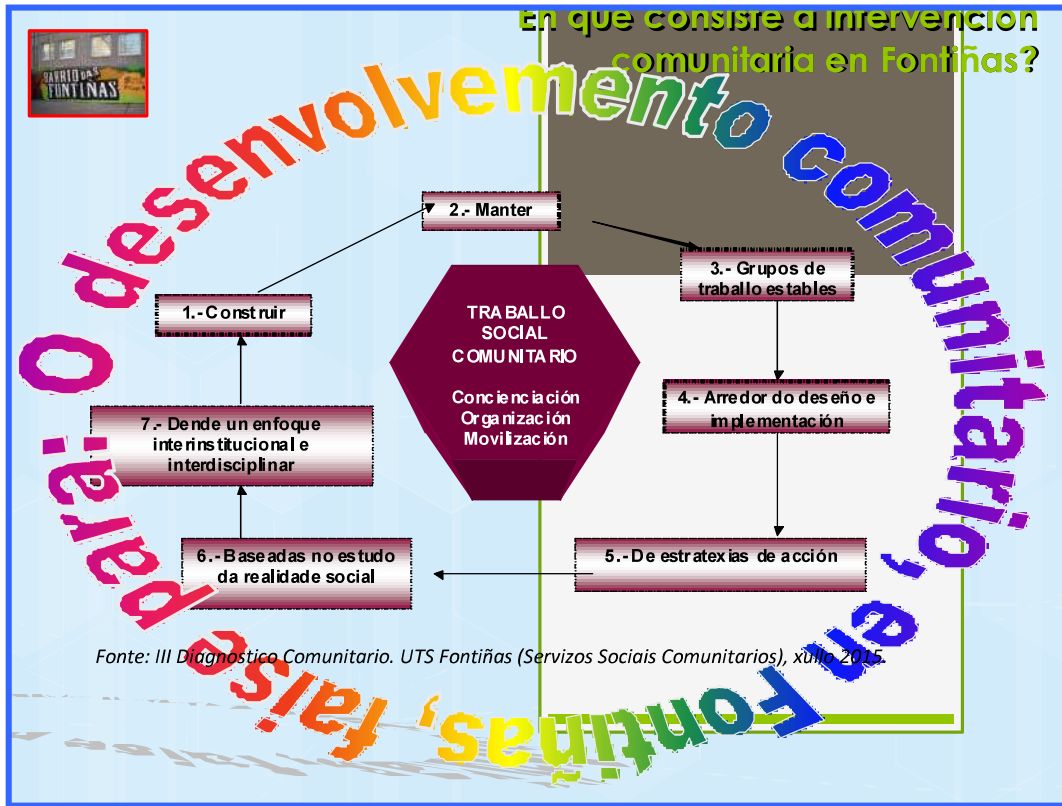 En que consiste a intervención
comunitaria en Fontiñas?
BARRIO DAS
FONTIÑAS
O desenvolvemento comunitario, en Fontiñas, faise para:
2.- Manter
3.- Grupos de
traballo estables
1.- Construir
TRABALLO
SOCIAL
COMUNITARIO
Concienciación
Organización
Movilización
4.- Arredor do deseño e
implementación
7.- Dende un enfoque
interinstitucional e
interdisciplinar
5.- De estratexias de acción
6.- Baseadas no estudo
da realidade social
Fonte: III Diagnostico Comunitario. UTS Fontiñas (Servizos Sociais Comunitarios), xullo 2015.